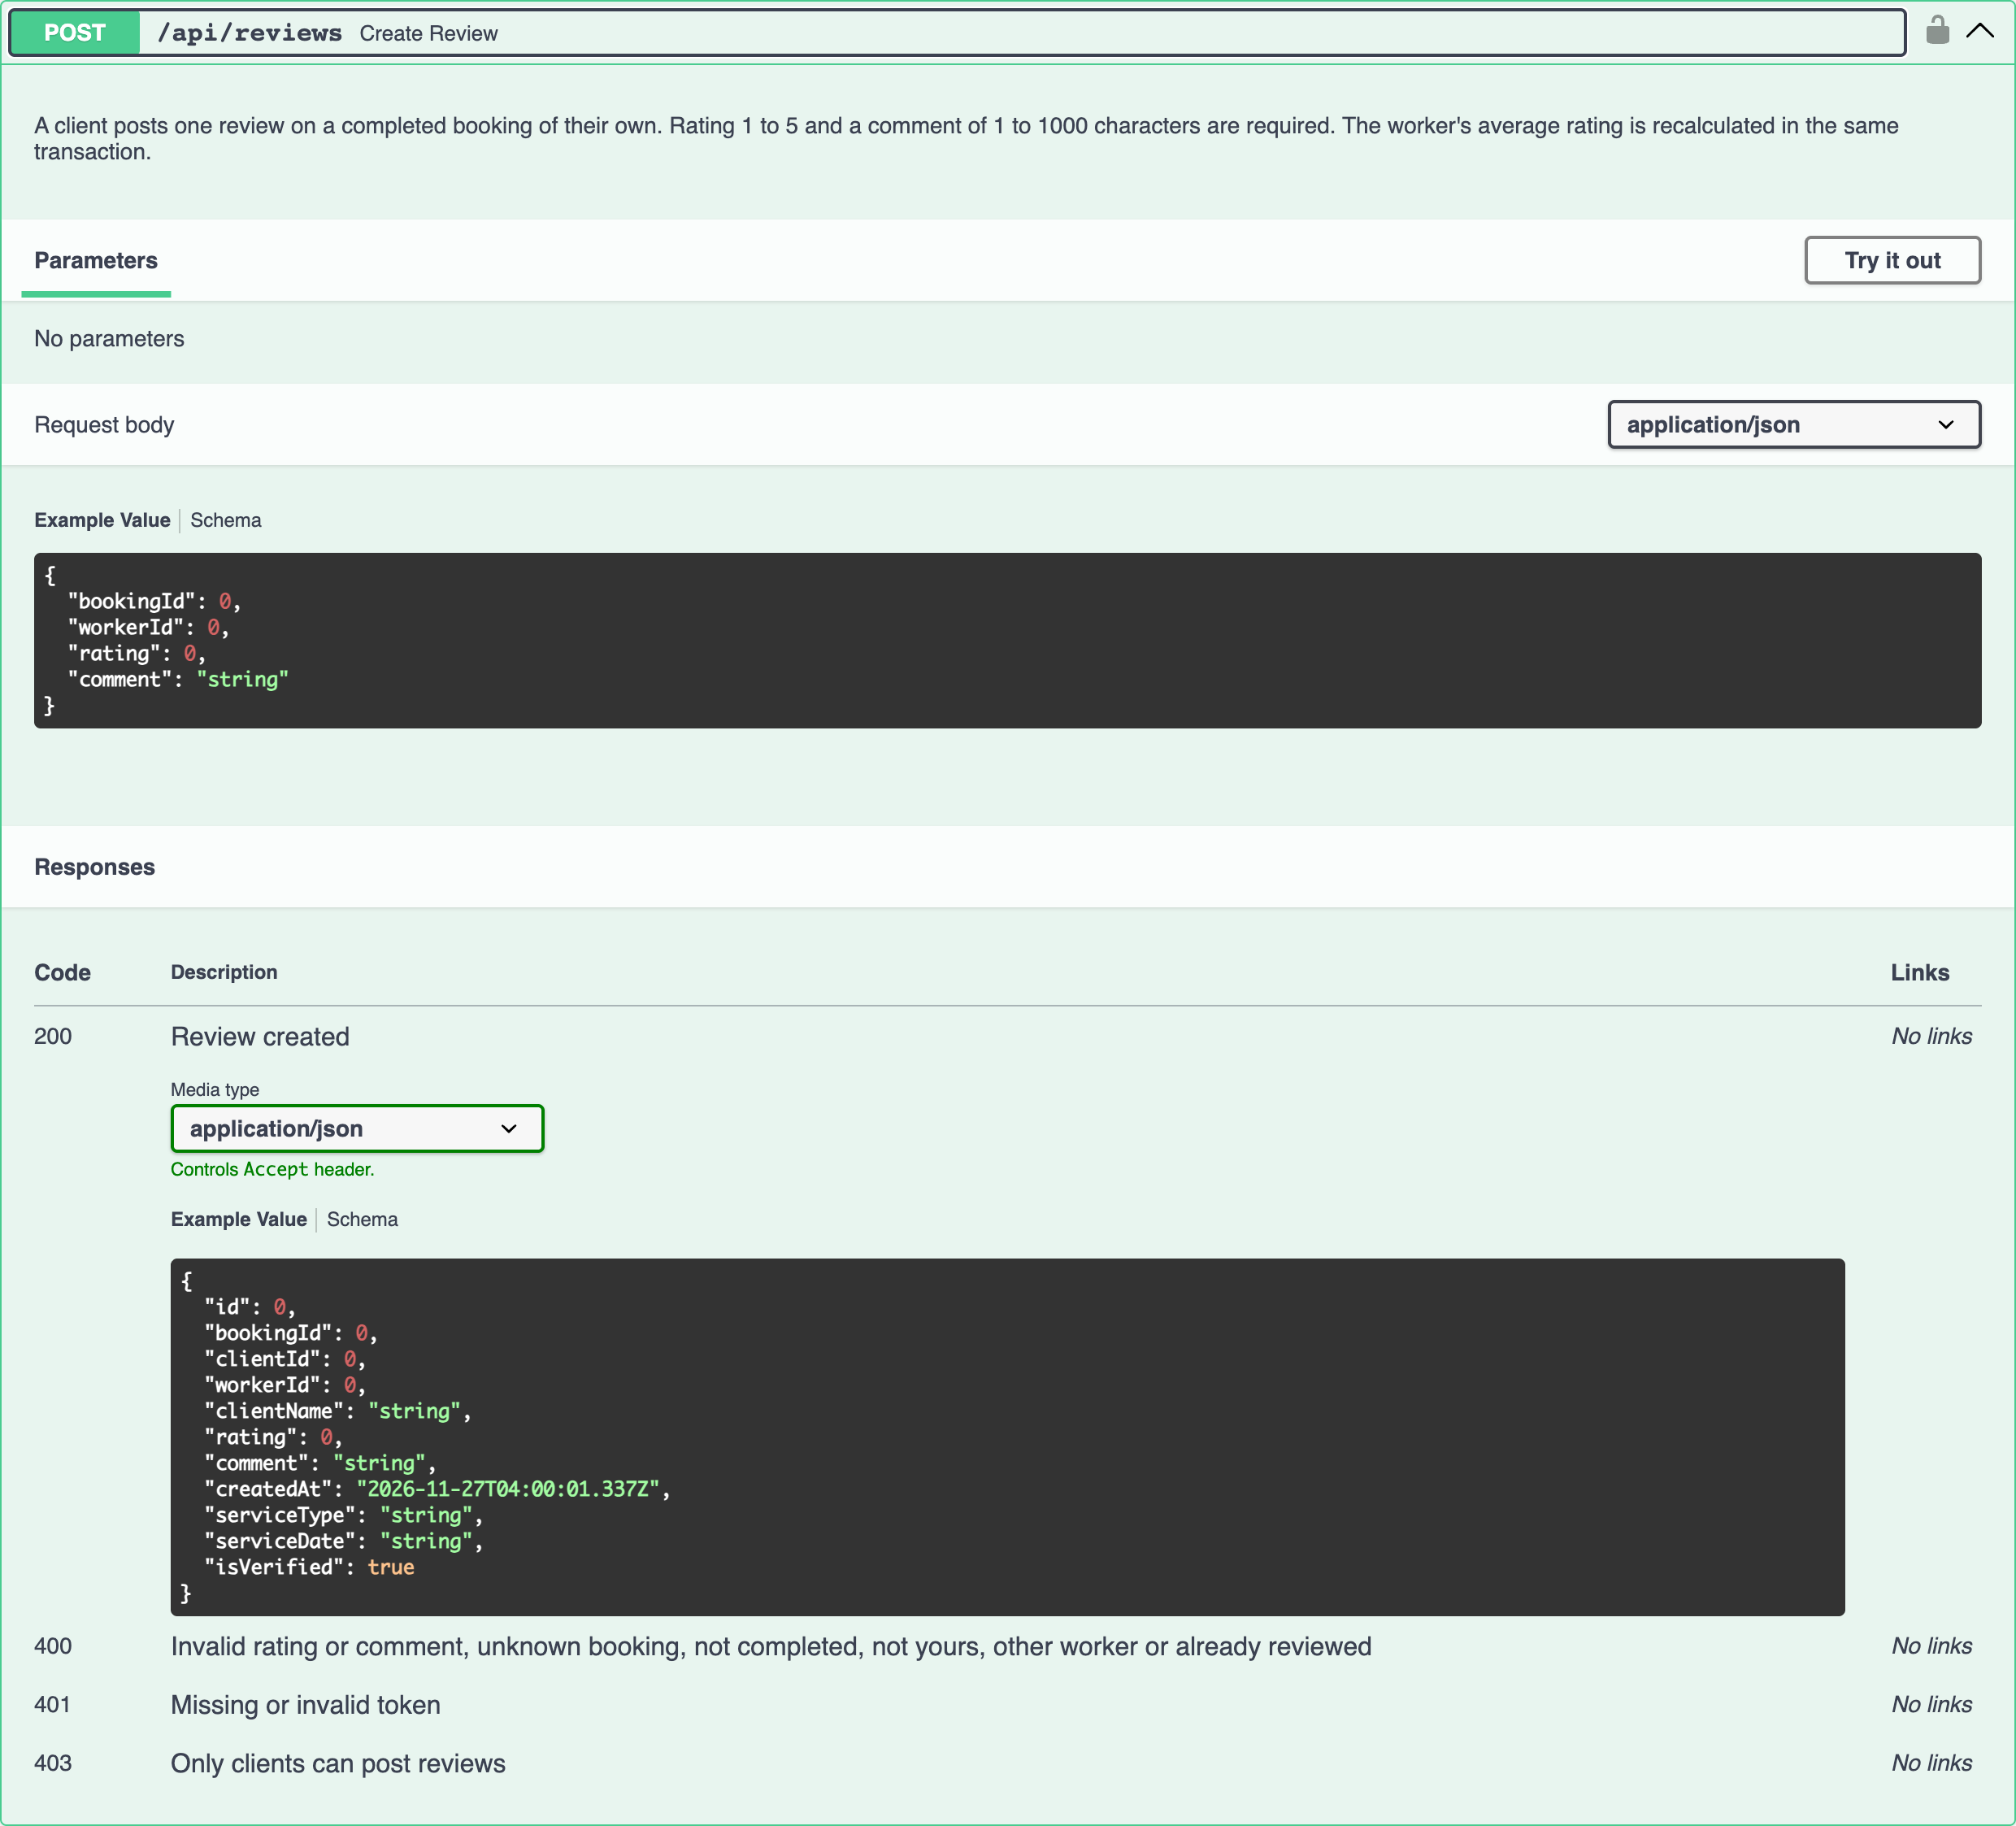 POST /api/reviews Create Review
A client posts one review on a completed booking of their own. Rating 1 to 5 and a comment of 1 to 1000 characters are required. The worker's average rating is recalculated in the same
transaction.
Parameters
Try it out
No parameters
Request body
application/json
Example Value | Schema
{
  "bookingId": 0,
  "workerId": 0,
  "rating": 0,
  "comment": "string"
}
Responses
Code Description Links
200 Review created No links
Media type
application/json
Controls Accept header.
Example Value | Schema
{
  "id": 0,
  "bookingId": 0,
  "clientId": 0,
  "workerId": 0,
  "clientName": "string",
  "rating": 0,
  "comment": "string",
  "createdAt": "2026-11-27T04:00:01.337Z",
  "serviceType": "string",
  "serviceDate": "string",
  "isVerified": true
}
400 Invalid rating or comment, unknown booking, not completed, not yours, other worker or already reviewed No links
401 Missing or invalid token No links
403 Only clients can post reviews No links